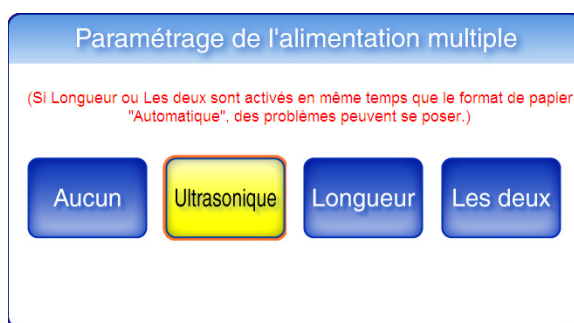 Paramétrage de l'alimentation multiple
(Si Longueur ou Les deux sont activés en même temps que le format de papier
"Automatique", des problèmes peuvent se poser.)
Aucun Ultrasonique Longueur Les deux